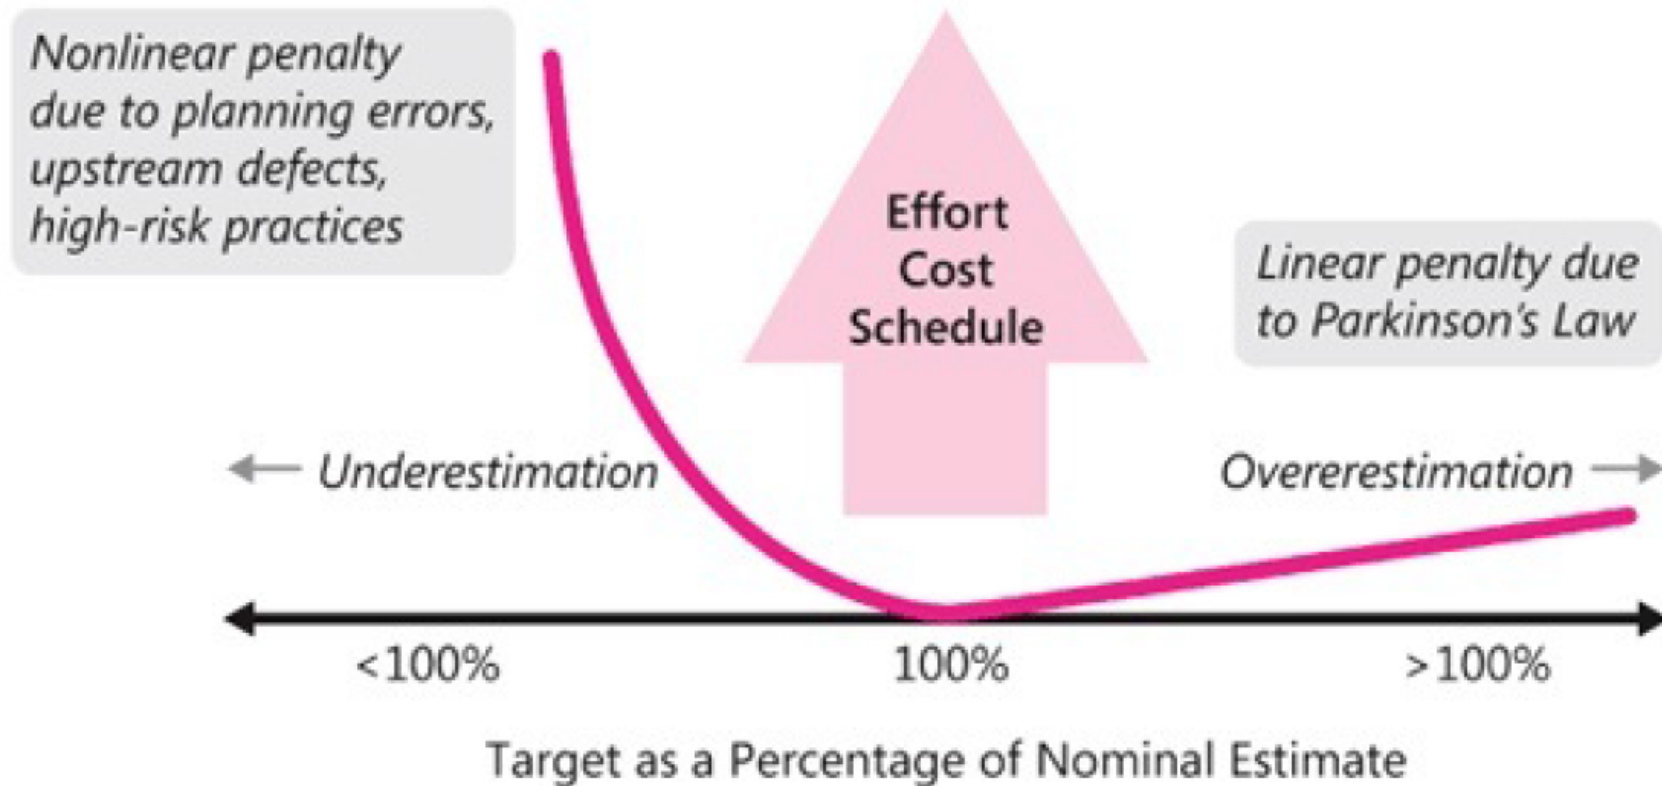 Nonlinear penalty
due to planning errors,
upstream defects,
high-risk practices
Effort
Cost
Schedule
Linear penalty due
to Parkinson's Law
Underestimation
Overerestimation
<100%
100%
>100%
Target as a Percentage of Nominal Estimate